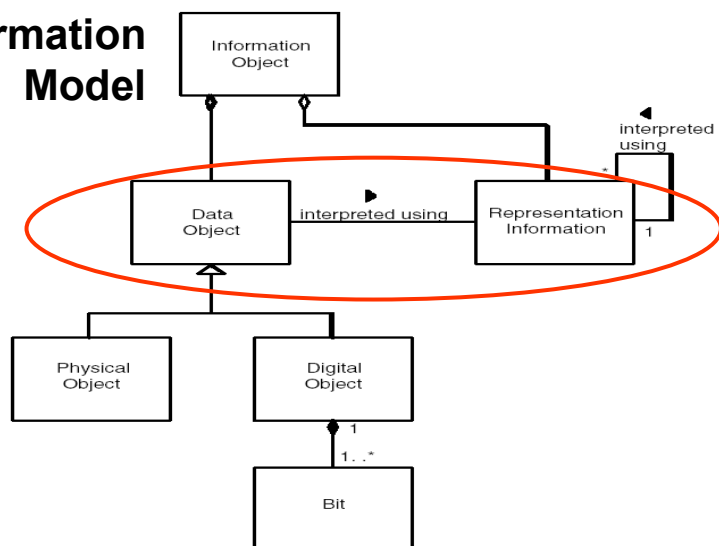 rmation
Model
Information
Object
interpreted
using
*
Data
Object
interpreted using
Representation
Information
1
Physical
Object
Digital
Object
1
1. .*
Bit